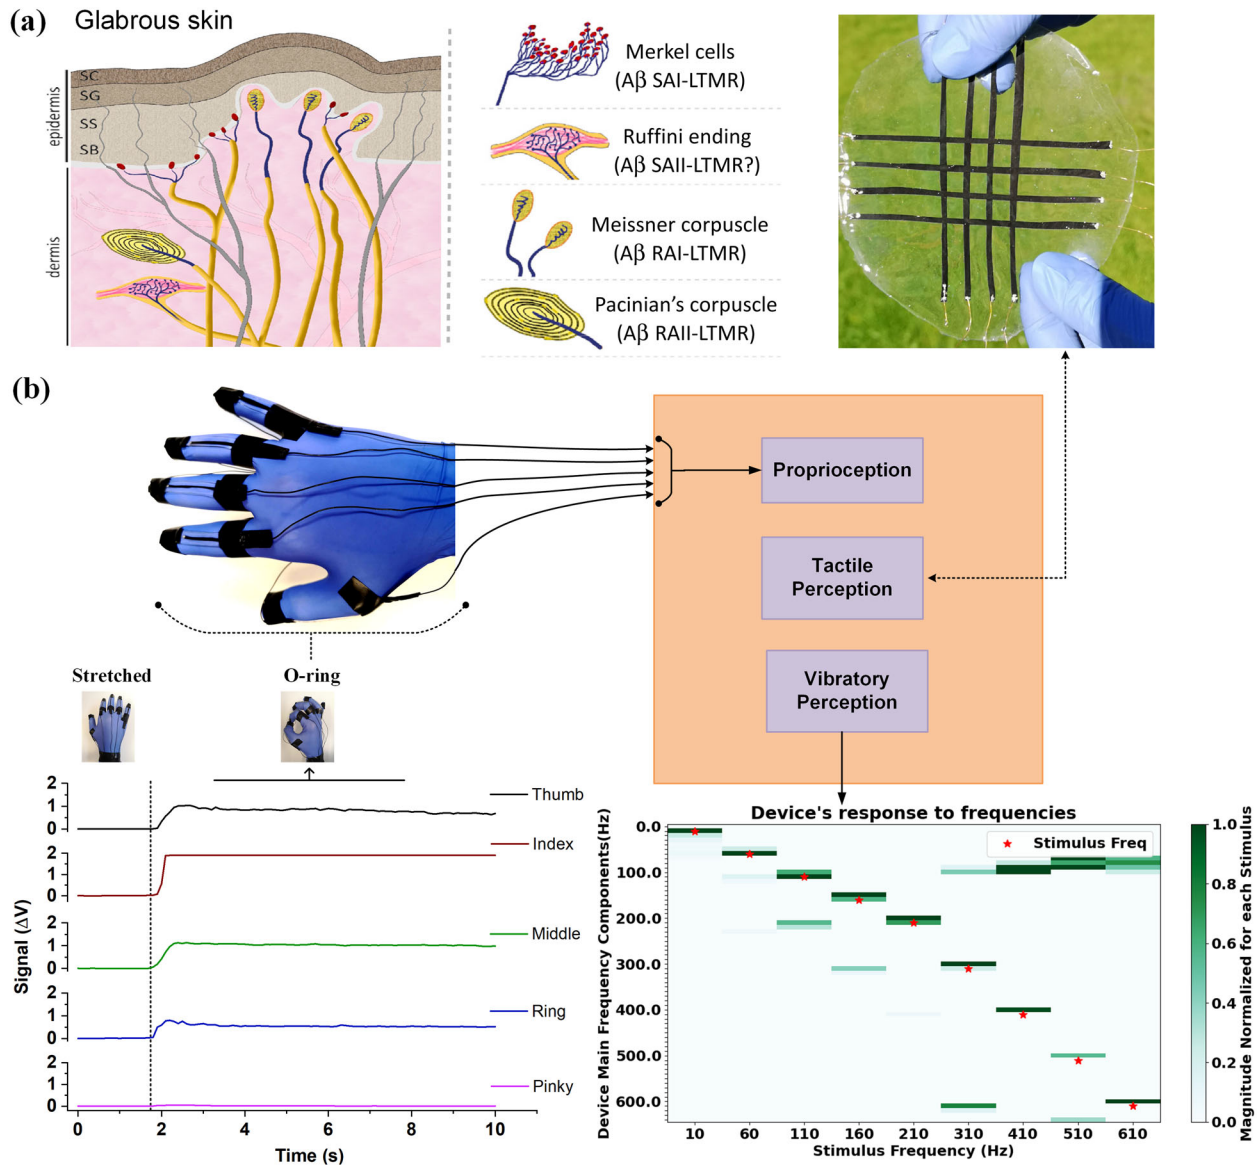 (a) Glabrous skin
SC
SG
SS
SB
epidermis
dermis
Merkel cells
(Aβ SAI-LTMR)
Ruffini ending
(Aβ SAII-LTMR?)
Meissner corpuscle
(Aβ RAI-LTMR)
Pacinian's corpuscle
(Aβ RAII-LTMR)
(b)
Proprioception
Tactile
Perception
Vibratory
Perception
Stretched
O-ring
2
1
0
Thumb
2
1
0
Index
2
1
0
Middle
2
1
0
Ring
2
1
0
Pinky
Signal (ΔV)
0 2 4 6 8 10
Time (s)
Device's response to frequencies
Stimulus Freq
Device Main Frequency Components(Hz)
0.0
100.0
200.0
300.0
400.0
500.0
600.0
10 60 110 160 210 310 410 510 610
Stimulus Frequency (Hz)
1.0
0.8
0.6
0.4
0.2
0.0
Magnitude Normalized for each Stimulus